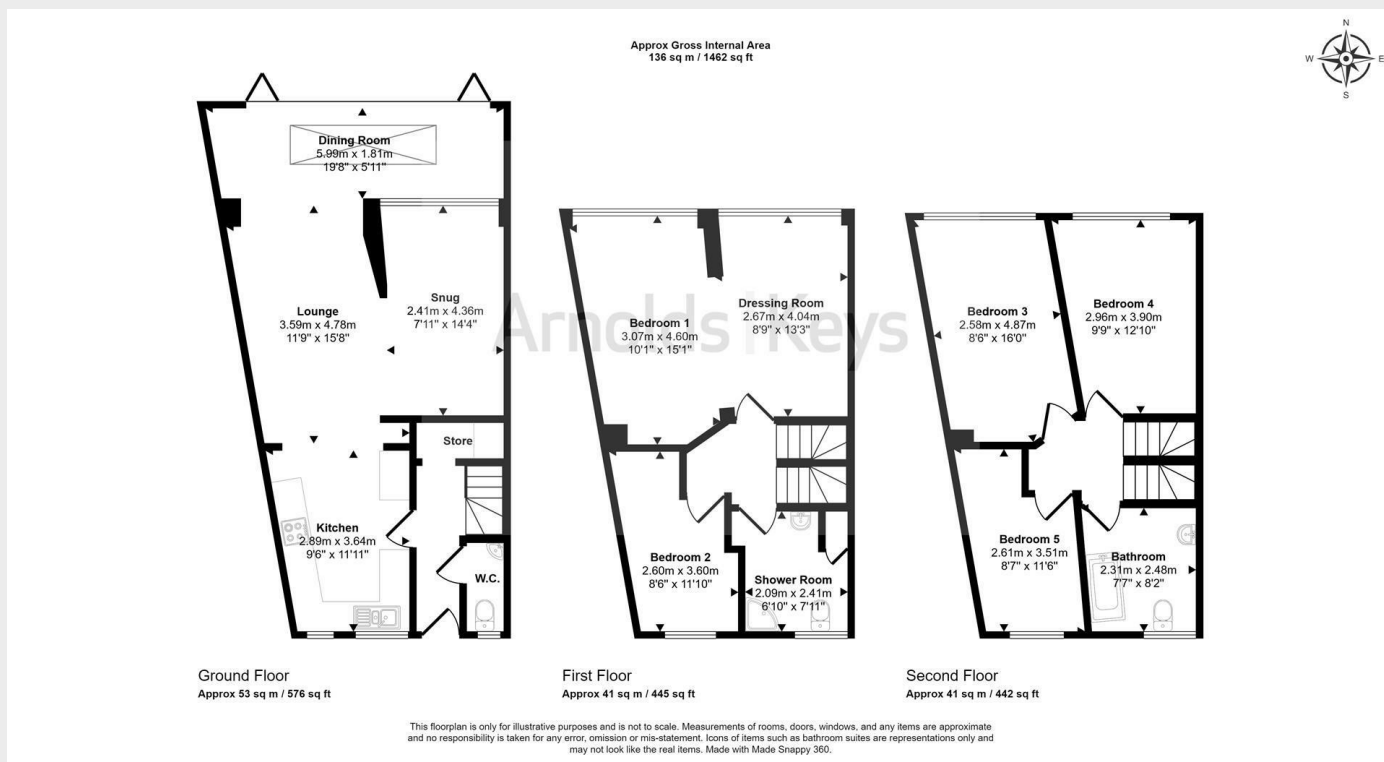 Approx Gross Internal Area
136 sq m / 1462 sq ft
N
W
E
S
Dining Room
5.99m x 1.81m
19'8" x 5'11"
Lounge
3.59m x 4.78m
11'9" x 15'8"
Snug
2.41m x 4.36m
7'11" x 14'4"
Store
Kitchen
2.89m x 3.64m
9'6" x 11'11"
W.C.
Ground Floor
Approx 53 sq m / 576 sq ft
Arnolds | Keys
Bedroom 1
3.07m x 4.60m
10'1" x 15'1"
Dressing Room
2.67m x 4.04m
8'9" x 13'3"
Bedroom 2
2.60m x 3.60m
8'6" x 11'10"
Shower Room
2.09m x 2.41m
6'10" x 7'11"
First Floor
Approx 41 sq m / 445 sq ft
Bedroom 3
2.58m x 4.87m
8'6" x 16'0"
Bedroom 4
2.96m x 3.90m
9'9" x 12'10"
Bedroom 5
2.61m x 3.51m
8'7" x 11'6"
Bathroom
2.31m x 2.48m
7'7" x 8'2"
Second Floor
Approx 41 sq m / 442 sq ft
This floorplan is only for illustrative purposes and is not to scale. Measurements of rooms, doors, windows, and any items are approximate
and no responsibility is taken for any error, omission or mis-statement. Icons of items such as bathroom suites are representations only and
may not look like the real items. Made with Made Snappy 360.